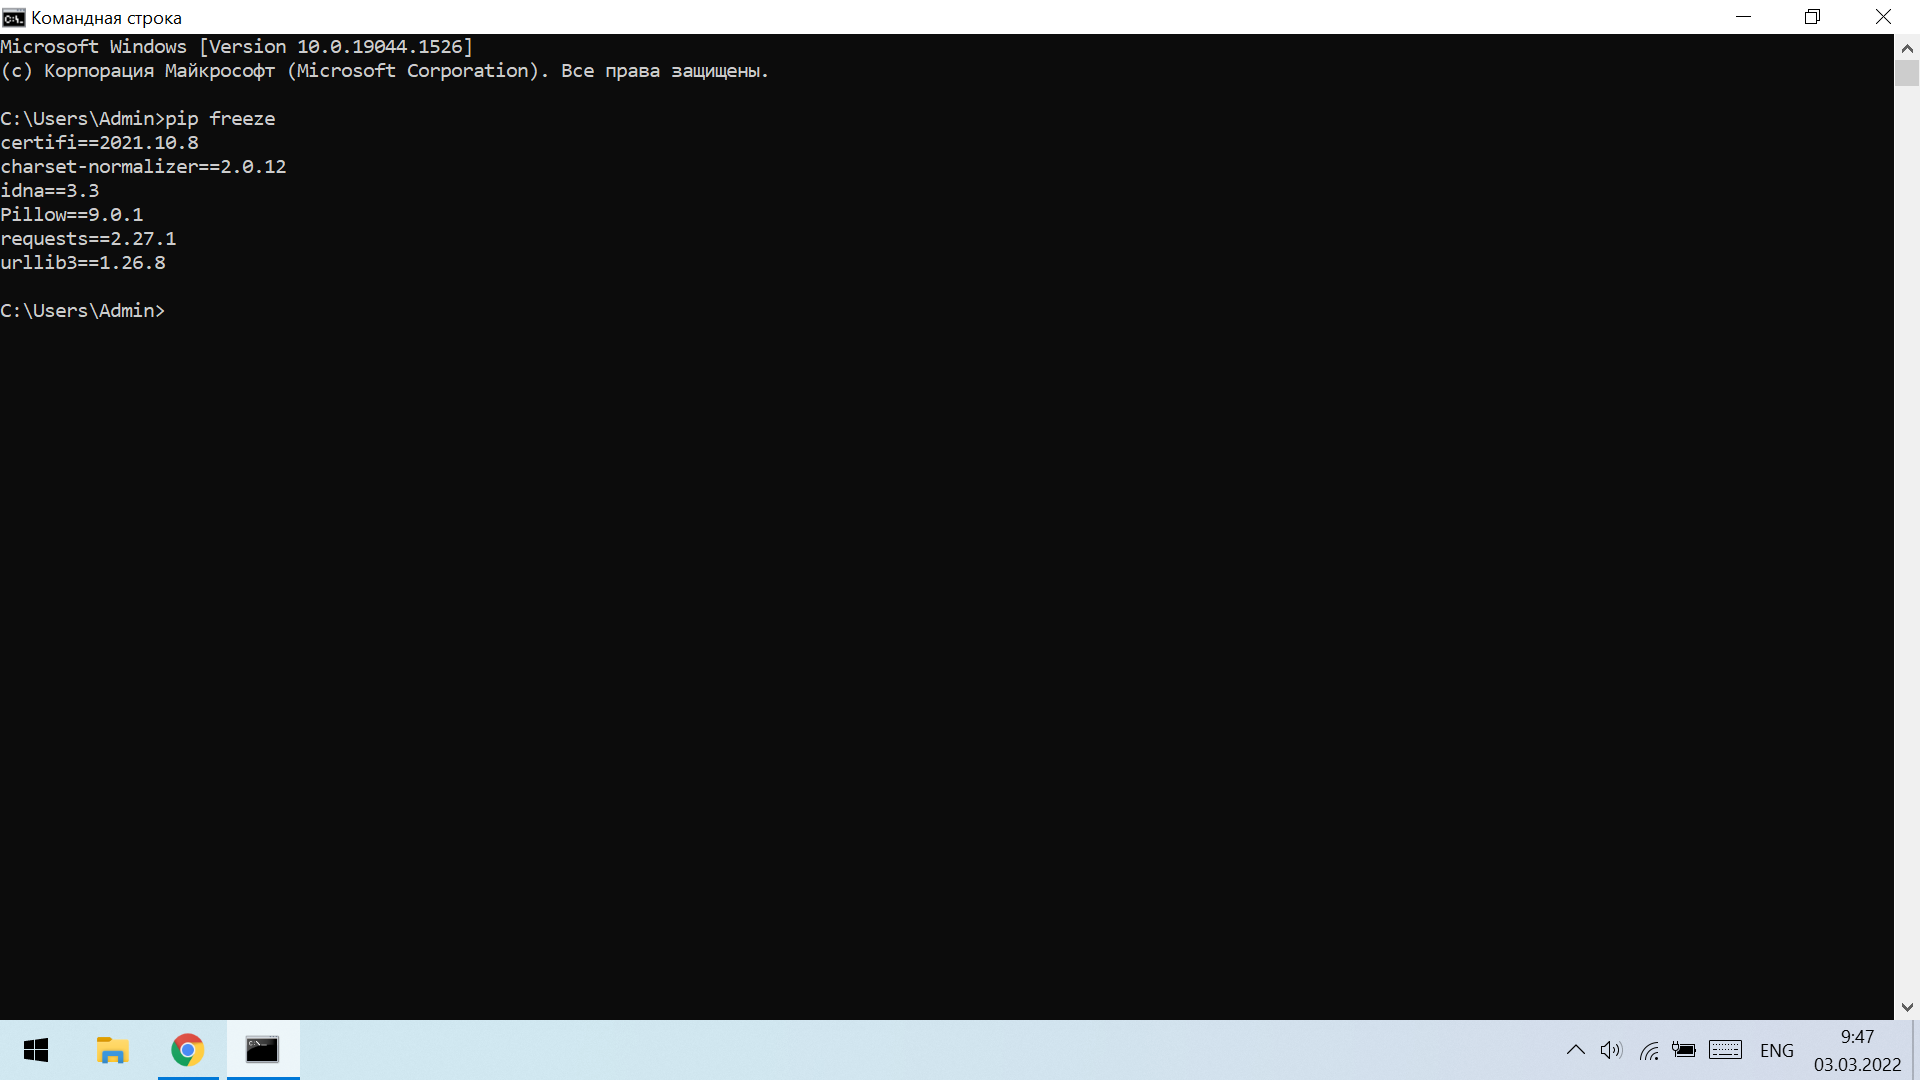 Командная строка
Microsoft Windows [Version 10.0.19044.1526]
(c) Корпорация Майкрософт (Microsoft Corporation). Все права защищены.
C:\Users\Admin>pip freeze
certifi==2021.10.8
charset-normalizer==2.0.12
idna==3.3
Pillow==9.0.1
requests==2.27.1
urllib3==1.26.8
C:\Users\Admin>
ENG
9:47
03.03.2022